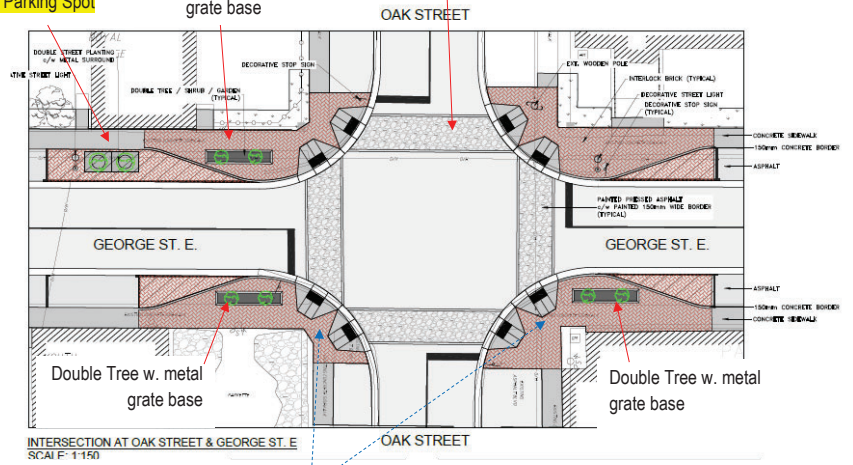 Parking Spot
grate base
OAK STREET
DOUBLE STREET PLANTING
c/w METAL SURROUND
ATIVE STREET LIGHT
DOUBLE TREE / SHRUB / GARDEN
(TYPICAL)
DECORATIVE STOP SIGN
EXIT. WOODEN POLE
INTERLOCK BRICK (TYPICAL)
DECORATIVE STREET LIGHT
DECORATIVE STOP SIGN
(TYPICAL)
CONCRETE SIDEWALK
150mm CONCRETE BORDER
ASPHALT
PAINTED PRESSED ASPHALT
c/w PAINTED 150mm WIDE BORDER
(TYPICAL)
GEORGE ST. E.
GEORGE ST. E.
ASPHALT
150mm CONCRETE BORDER
CONCRETE SIDEWALK
Double Tree w. metal
grate base
Double Tree w. metal
grate base
INTERSECTION AT OAK STREET & GEORGE ST. E
SCALE: 1:150
OAK STREET